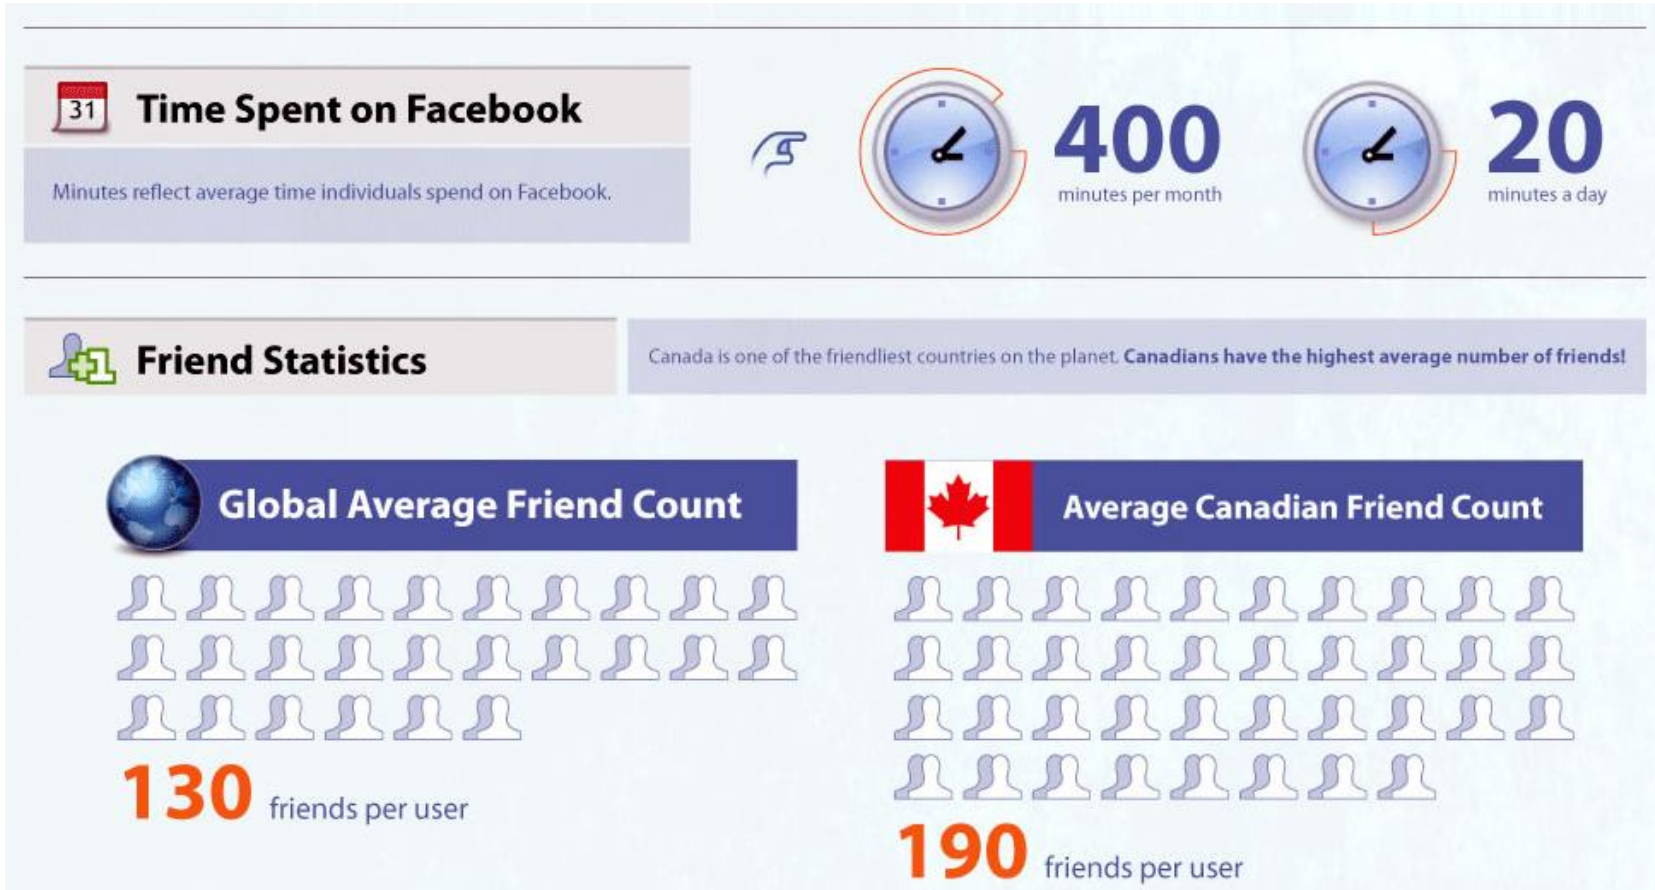 31
Time Spent on Facebook
Minutes reflect average time individuals spend on Facebook.
400
minutes per month
20
minutes a day
Friend Statistics
Canada is one of the friendliest countries on the planet. Canadians have the highest average number of friends!
Global Average Friend Count
130 friends per user
Average Canadian Friend Count
190 friends per user